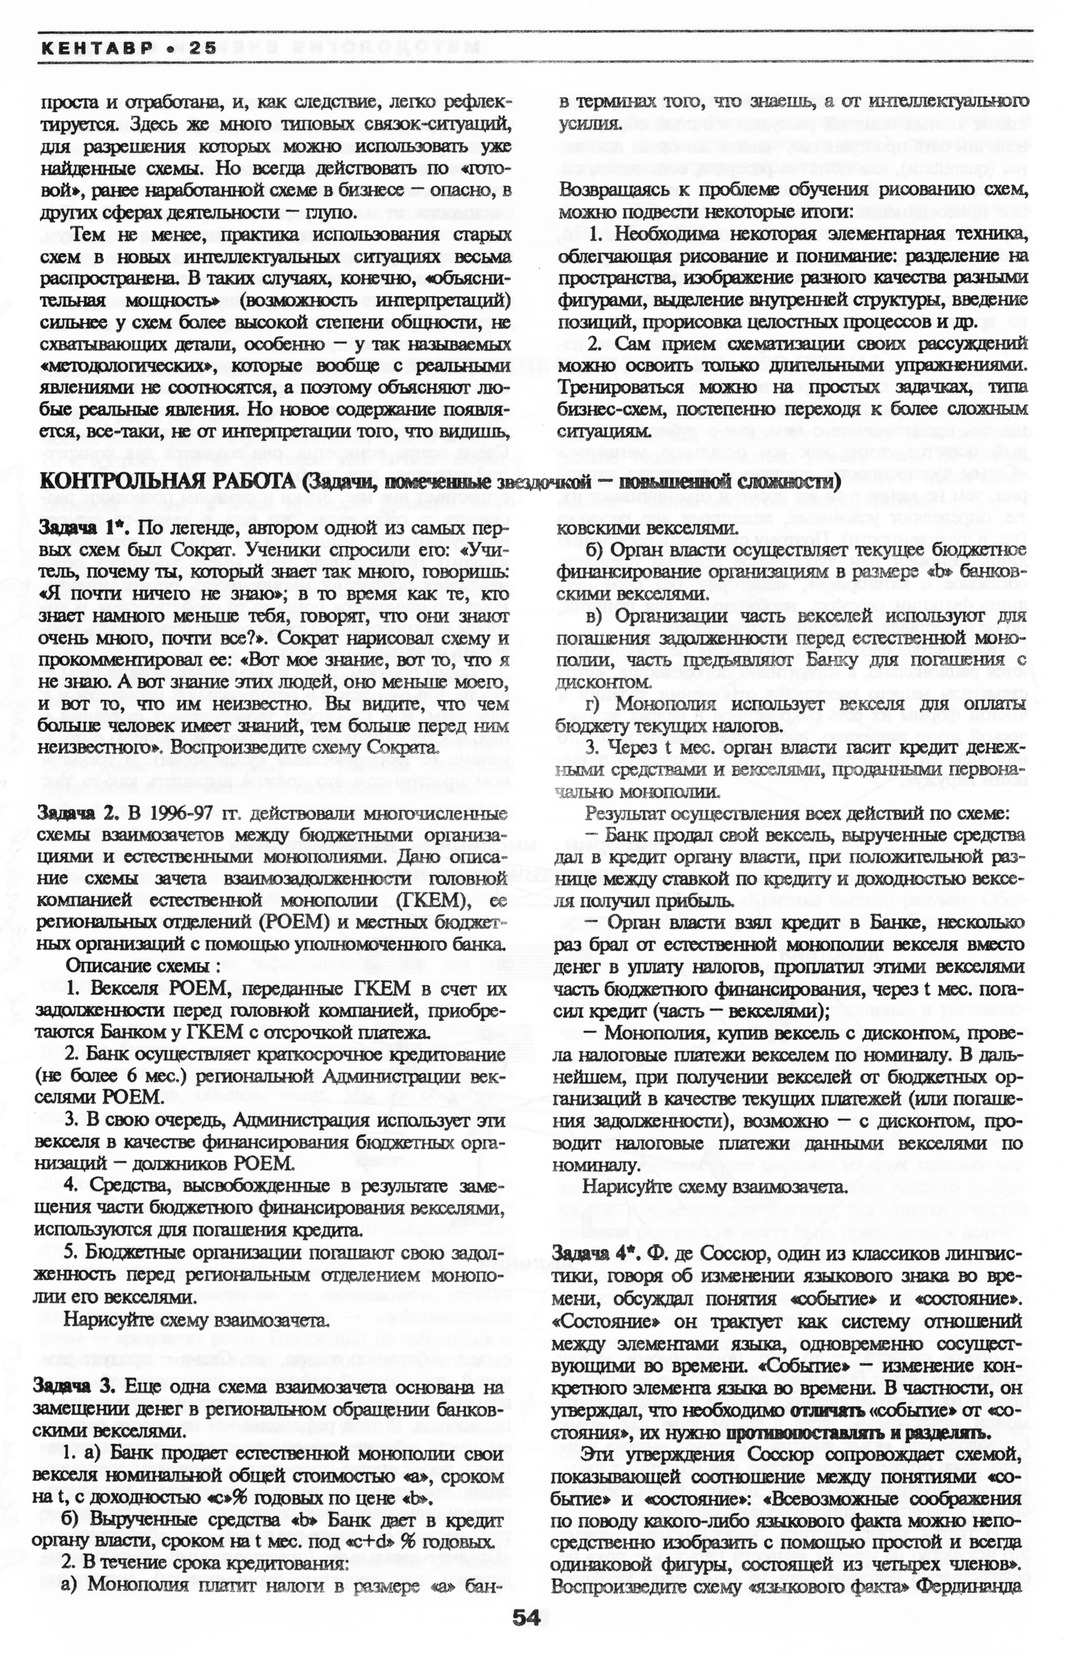 КЕНТАВР • 25
проста и отработана, и, как следствие, легко рефлек-
тируется. Здесь же много типовых связок-ситуаций,
для разрешения которых можно использовать уже
найденные схемы. Но всегда действовать по «гото-
вой», ранее наработанной схеме в бизнесе — опасно, в
других сферах деятельности — глупо.
Тем не менее, практика использования старых
схем в новых интеллектуальных ситуациях весьма
распространена. В таких случаях, конечно, «объясни-
тельная мощность» (возможность интерпретаций)
сильнее у схем более высокой степени общности, не
схватывающих детали, особенно — у так называемых
«методологических», которые вообще с реальными
явлениями не соотносятся, а поэтому объясняют лю-
бые реальные явления. Но новое содержание появля-
ется, все-таки, не от интерпретации того, что видишь,
в терминах того, что знаешь, а от интеллектуального
усилия.
Возвращаясь к проблеме обучения рисованию схем,
можно подвести некоторые итоги:
1. Необходима некоторая элементарная техника,
облегчающая рисование и понимание: разделение на
пространства, изображение разного качества разными
фигурами, выделение внутренней структуры, введение
позиций, прорисовка целостных процессов и др.
2. Сам прием схематизации своих рассуждений
можно освоить только длительными упражнениями.
Тренироваться можно на простых задачках, типа
бизнес-схем, постепенно переходя к более сложным
ситуациям.
КОНТРОЛЬНАЯ РАБОТА (Задачи, помеченные звездочкой — повышенной сложности)
Задача 1*. По легенде, автором одной из самых пер-
вых схем был Сократ. Ученики спросили его: «Учи-
тель, почему ты, который знает так много, говоришь:
«Я почти ничего не знаю»; в то время как те, кто
знает намного меньше тебя, говорят, что они знают
очень много, почти все?». Сократ нарисовал схему и
прокомментировал ее: «Вот мое знание, вот то, что я
не знаю. А вот знание этих людей, оно меньше моего,
и вот то, что им неизвестно. Вы видите, что чем
больше человек имеет знаний, тем больше перед ним
неизвестного». Воспроизведите схему Сократа.
Задача 2. В 1996-97 гг. действовали многочисленные
схемы взаимозачетов между бюджетными организа-
циями и естественными монополиями. Дано описа-
ние схемы зачета взаимозадолженности головной
компанией естественной монополии (ГКЕМ), ее
региональных отделений (РОЕМ) и местных бюджет-
ных организаций с помощью уполномоченного банка.
Описание схемы :
1. Векселя РОЕМ, переданные ГКЕМ в счет их
задолженности перед головной компанией, приобре-
таются Банком у ГКЕМ с отсрочкой платежа.
2. Банк осуществляет краткосрочное кредитование
(не более 6 мес.) региональной Администрации век-
селями РОЕМ.
3. В свою очередь, Администрация использует эти
векселя в качестве финансирования бюджетных орга-
низаций — должников РОЕМ.
4. Средства, высвобожденные в результате заме-
щения части бюджетного финансирования векселями,
используются для погашения кредита.
5. Бюджетные организации погашают свою задол-
женность перед региональным отделением монопо-
лии его векселями.
Нарисуйте схему взаимозачета.
Задача 3. Еще одна схема взаимозачета основана на
замещении денег в региональном обращении банков-
скими векселями.
1. а) Банк продает естественной монополии свои
векселя номинальной общей стоимостью «а», сроком
на t, с доходностью «с»% годовых по цене «b».
б) Вырученные средства «b» Банк дает в кредит
органу власти, сроком на t мес. под «c+d» % годовых.
2. В течение срока кредитования:
а) Монополия платит налоги в размере «а» бан-
ковскими векселями.
б) Орган власти осуществляет текущее бюджетное
финансирование организациям в размере «b» банков-
скими векселями.
в) Организации часть векселей используют для
погашения задолженности перед естественной моно-
полии, часть предъявляют Банку для погашения с
дисконтом.
г) Монополия использует векселя для оплаты
бюджету текущих налогов.
3. Через t мес. орган власти гасит кредит денеж-
ными средствами и векселями, проданными первона-
чально монополии.
Результат осуществления всех действий по схеме:
— Банк продал свой вексель, вырученные средства
дал в кредит органу власти, при положительной раз-
нице между ставкой по кредиту и доходностью вексе-
ля получил прибыль.
— Орган власти взял кредит в Банке, несколько
раз брал от естественной монополии векселя вместо
денег в уплату налогов, проплатил этими векселями
часть бюджетного финансирования, через t мес. пога-
сил кредит (часть — векселями);
— Монополия, купив вексель с дисконтом, прове-
ла налоговые платежи векселем по номиналу. В даль-
нейшем, при получении векселей от бюджетных ор-
ганизаций в качестве текущих платежей (или погаше-
ния задолженности), возможно — с дисконтом, про-
водит налоговые платежи данными векселями по
номиналу.
Нарисуйте схему взаимозачета.
Задача 4*. Ф. де Соссюр, один из классиков лингвис-
тики, говоря об изменении языкового знака во вре-
мени, обсуждал понятия «событие» и «состояние».
«Состояние» он трактует как систему отношений
между элементами языка, одновременно сосущест-
вующими во времени. «Событие» — изменение кон-
кретного элемента языка во времени. В частности, он
утверждал, что необходимо отличать «событие» от «со-
стояния», их нужно противопоставлять и разделять.
Эти утверждения Соссюр сопровождает схемой,
показывающей соотношение между понятиями «со-
бытие» и «состояние»: «Всевозможные соображения
по поводу какого-либо языкового факта можно непо-
средственно изобразить с помощью простой и всегда
одинаковой фигуры, состоящей из четырех членов».
Воспроизведите схему «языкового факта» Фердинанда
54